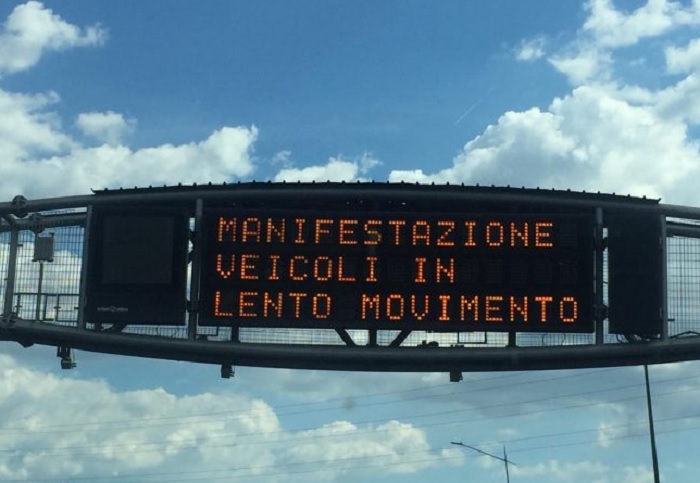 MANIFESTAZIONE
VEICOLI IN
LENTO MOVIMENTO